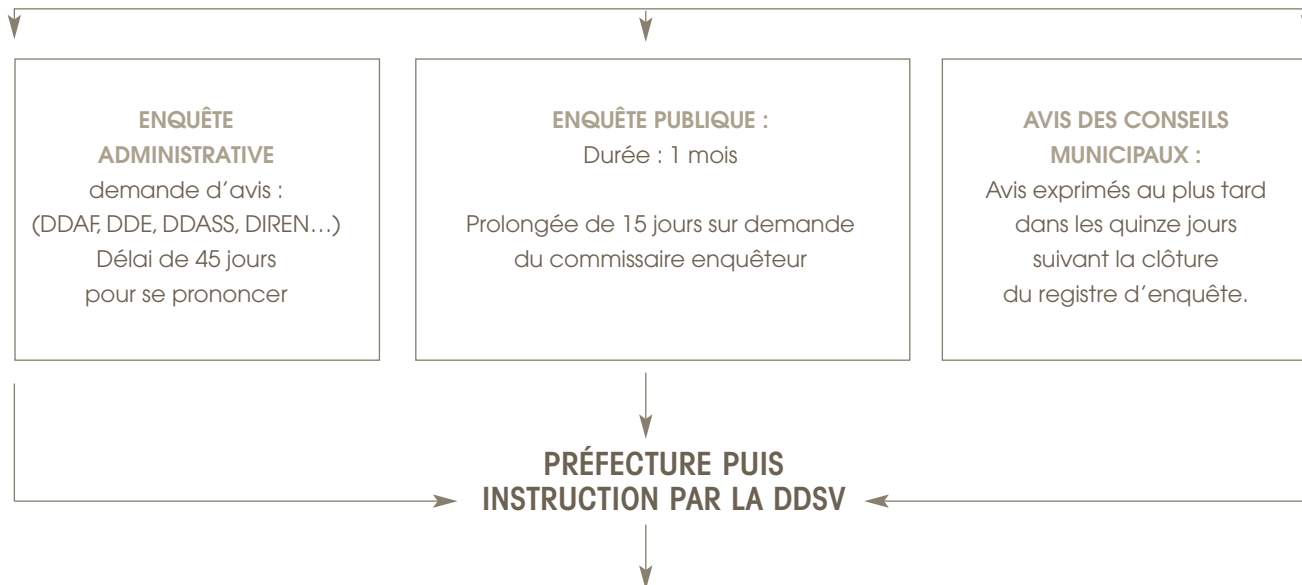 ENQUÊTE
ADMINISTRATIVE
demande d'avis :
(DDAF, DDE, DDASS, DIREN…)
Délai de 45 jours
pour se prononcer
ENQUÊTE PUBLIQUE :
Durée : 1 mois
Prolongée de 15 jours sur demande
du commissaire enquêteur
AVIS DES CONSEILS
MUNICIPAUX :
Avis exprimés au plus tard
dans les quinze jours
suivant la clôture
du registre d'enquête.
PRÉFECTURE PUIS
INSTRUCTION PAR LA DDSV